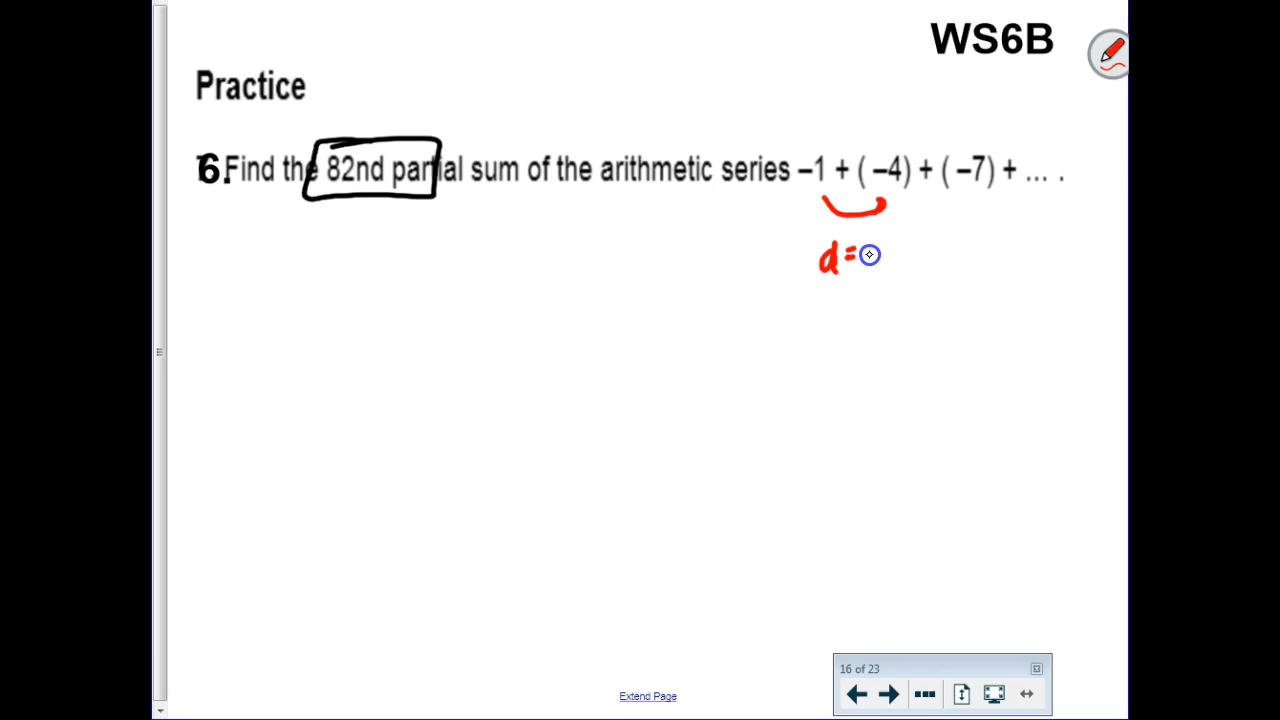 WS6B
Practice
6. Find the 82nd partial sum of the arithmetic series –1 + ( –4) + ( –7) + ... .
d =
16 of 23
Extend Page